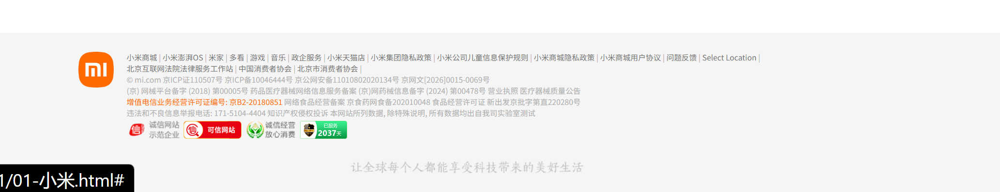 小米商城 | 小米澎湃OS | 米家 | 多看 | 游戏 | 音乐 | 政企服务 | 小米天猫店 | 小米集团隐私政策 | 小米公司儿童信息保护规则 | 小米商城隐私政策 | 小米商城用户协议 | 问题反馈 | Select Location |
北京互联网法院法律服务工作站 | 中国消费者协会 | 北京市消费者协会 |
© mi.com 京ICP证110507号 京ICP备10046444号 京公网安备11010802020134号 京网文[2026]0015-0069号
(京) 网械平台备字 (2018) 第00005号 药品医疗器械网络信息服务备案 (京)网药械信息备字 (2024) 第00478号 营业执照 医疗器械质量公告
增值电信业务经营许可证编号: 京B2-20180851 网络食品经营备案 京食药网食备202010048 食品经营许可证 新出发京批字第直220280号
违法和不良信息举报电话: 171-5104-4404 知识产权侵权投诉 本网站所列数据, 除特殊说明, 所有数据均出自我司实验室测试
信 诚信网站
示范企业
信 可信网站
诚信经营
放心消费
已服务
2037天
让全球每个人都能享受科技带来的美好生活
1/01-小米.html#